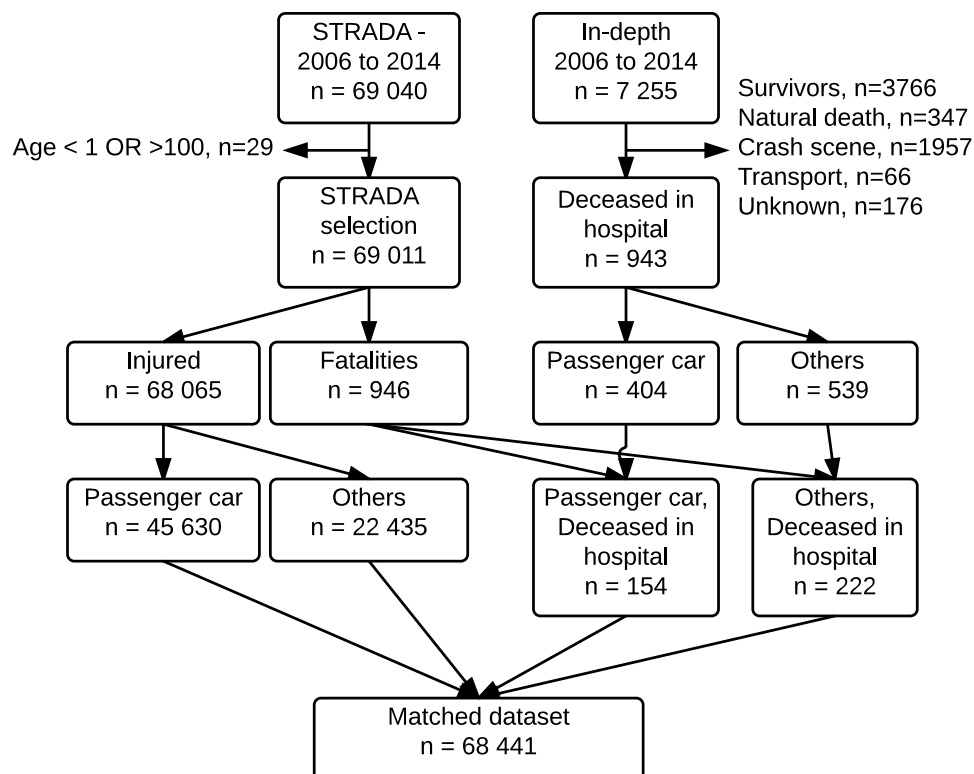 STRADA -
2006 to 2014
n = 69 040
In-depth
2006 to 2014
n = 7 255
Survivors, n=3766
Natural death, n=347
Crash scene, n=1957
Transport, n=66
Unknown, n=176
Age < 1 OR >100, n=29
STRADA
selection
n = 69 011
Deceased in
hospital
n = 943
Injured
n = 68 065
Fatalities
n = 946
Passenger car
n = 404
Others
n = 539
Passenger car
n = 45 630
Others
n = 22 435
Passenger car,
Deceased in
hospital
n = 154
Others,
Deceased in
hospital
n = 222
Matched dataset
n = 68 441